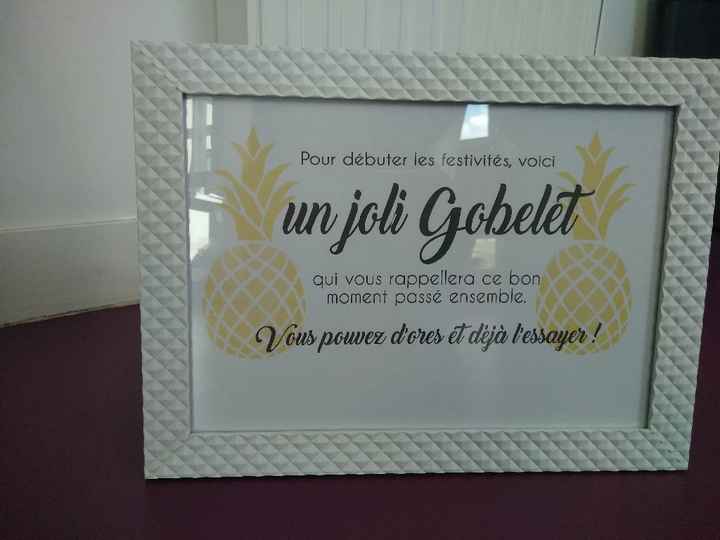 Pour débuter les festivités, voici
un joli Gobelet
qui vous rappellera ce bon
moment passé ensemble.
Vous pouvez d'ores et déjà l'essayer !